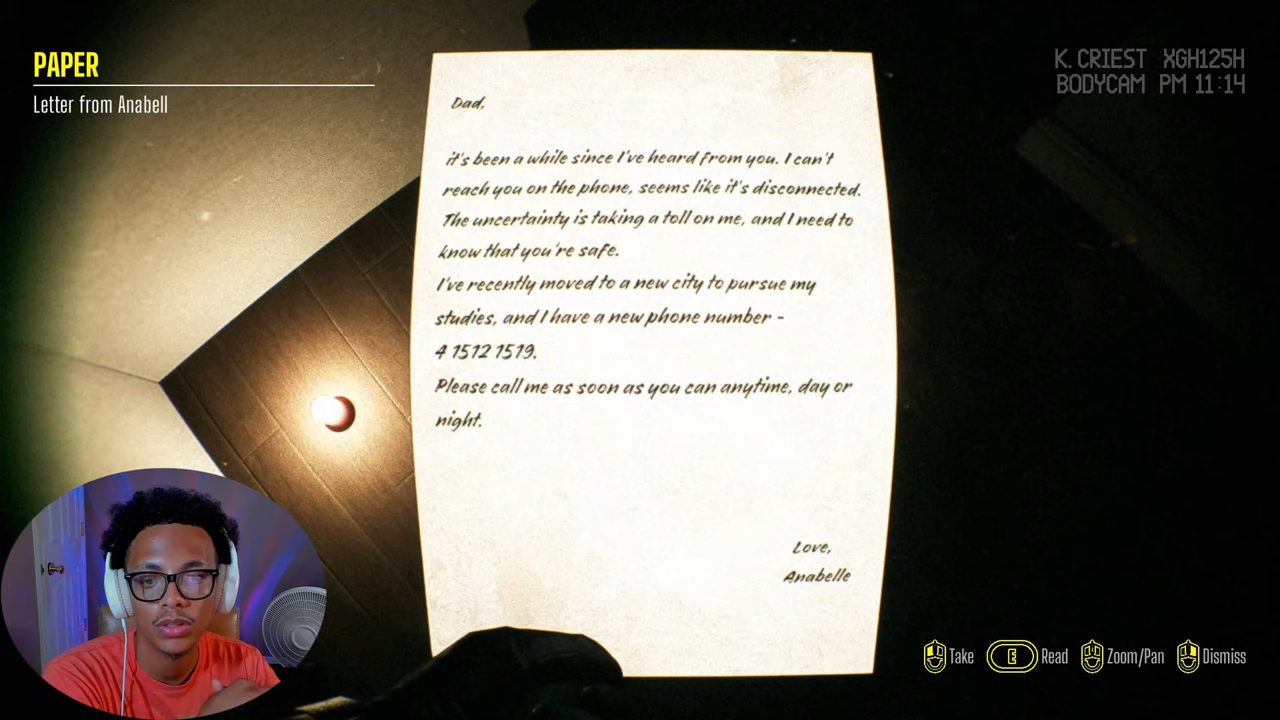 PAPER
Letter from Anabell
K. CRIEST XGH125H
BODYCAM PM 11:14
Dad,
it's been a while since I've heard from you. I can't
reach you on the phone, seems like it's disconnected.
The uncertainty is taking a toll on me, and I need to
know that you're safe.
I've recently moved to a new city to pursue my
studies, and I have a new phone number -
4 1512 1519.
Please call me as soon as you can anytime, day or
night.
Love,
Anabelle
Take E Read Zoom/Pan Dismiss